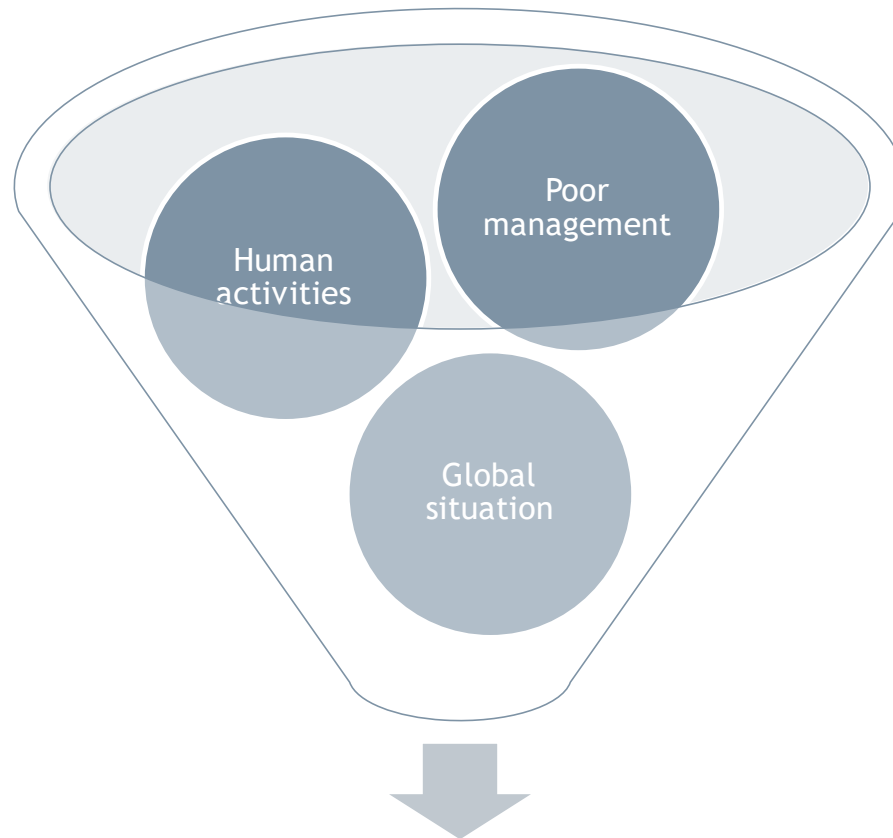 Poor
management
Human
activities
Global
situation